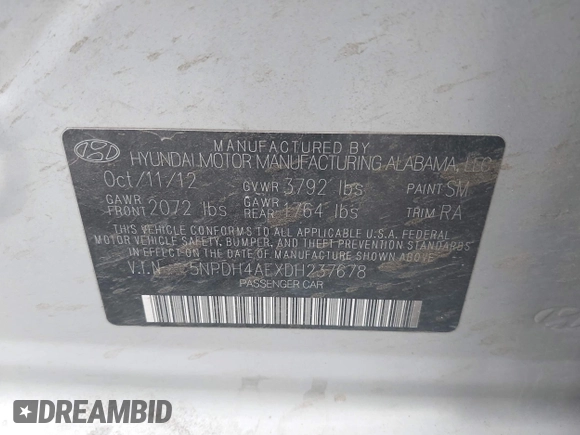 MANUFACTURED BY
HYUNDAI MOTOR MANUFACTURING ALABAMA, LLC
Oct/11/12 GVWR 3792 lbs PAINT SM
GAWR FRONT 2072 lbs GAWR REAR 1764 lbs TRIM RA
THIS VEHICLE CONFORMS TO ALL APPLICABLE U.S.A. FEDERAL
MOTOR VEHICLE SAFETY, BUMPER, AND THEFT PREVENTION STANDARDS
IN EFFECT ON THE DATE OF MANUFACTURE SHOWN ABOVE.
V.I.N 5NPDH4AEXDH237678
PASSENGER CAR
DREAMBID